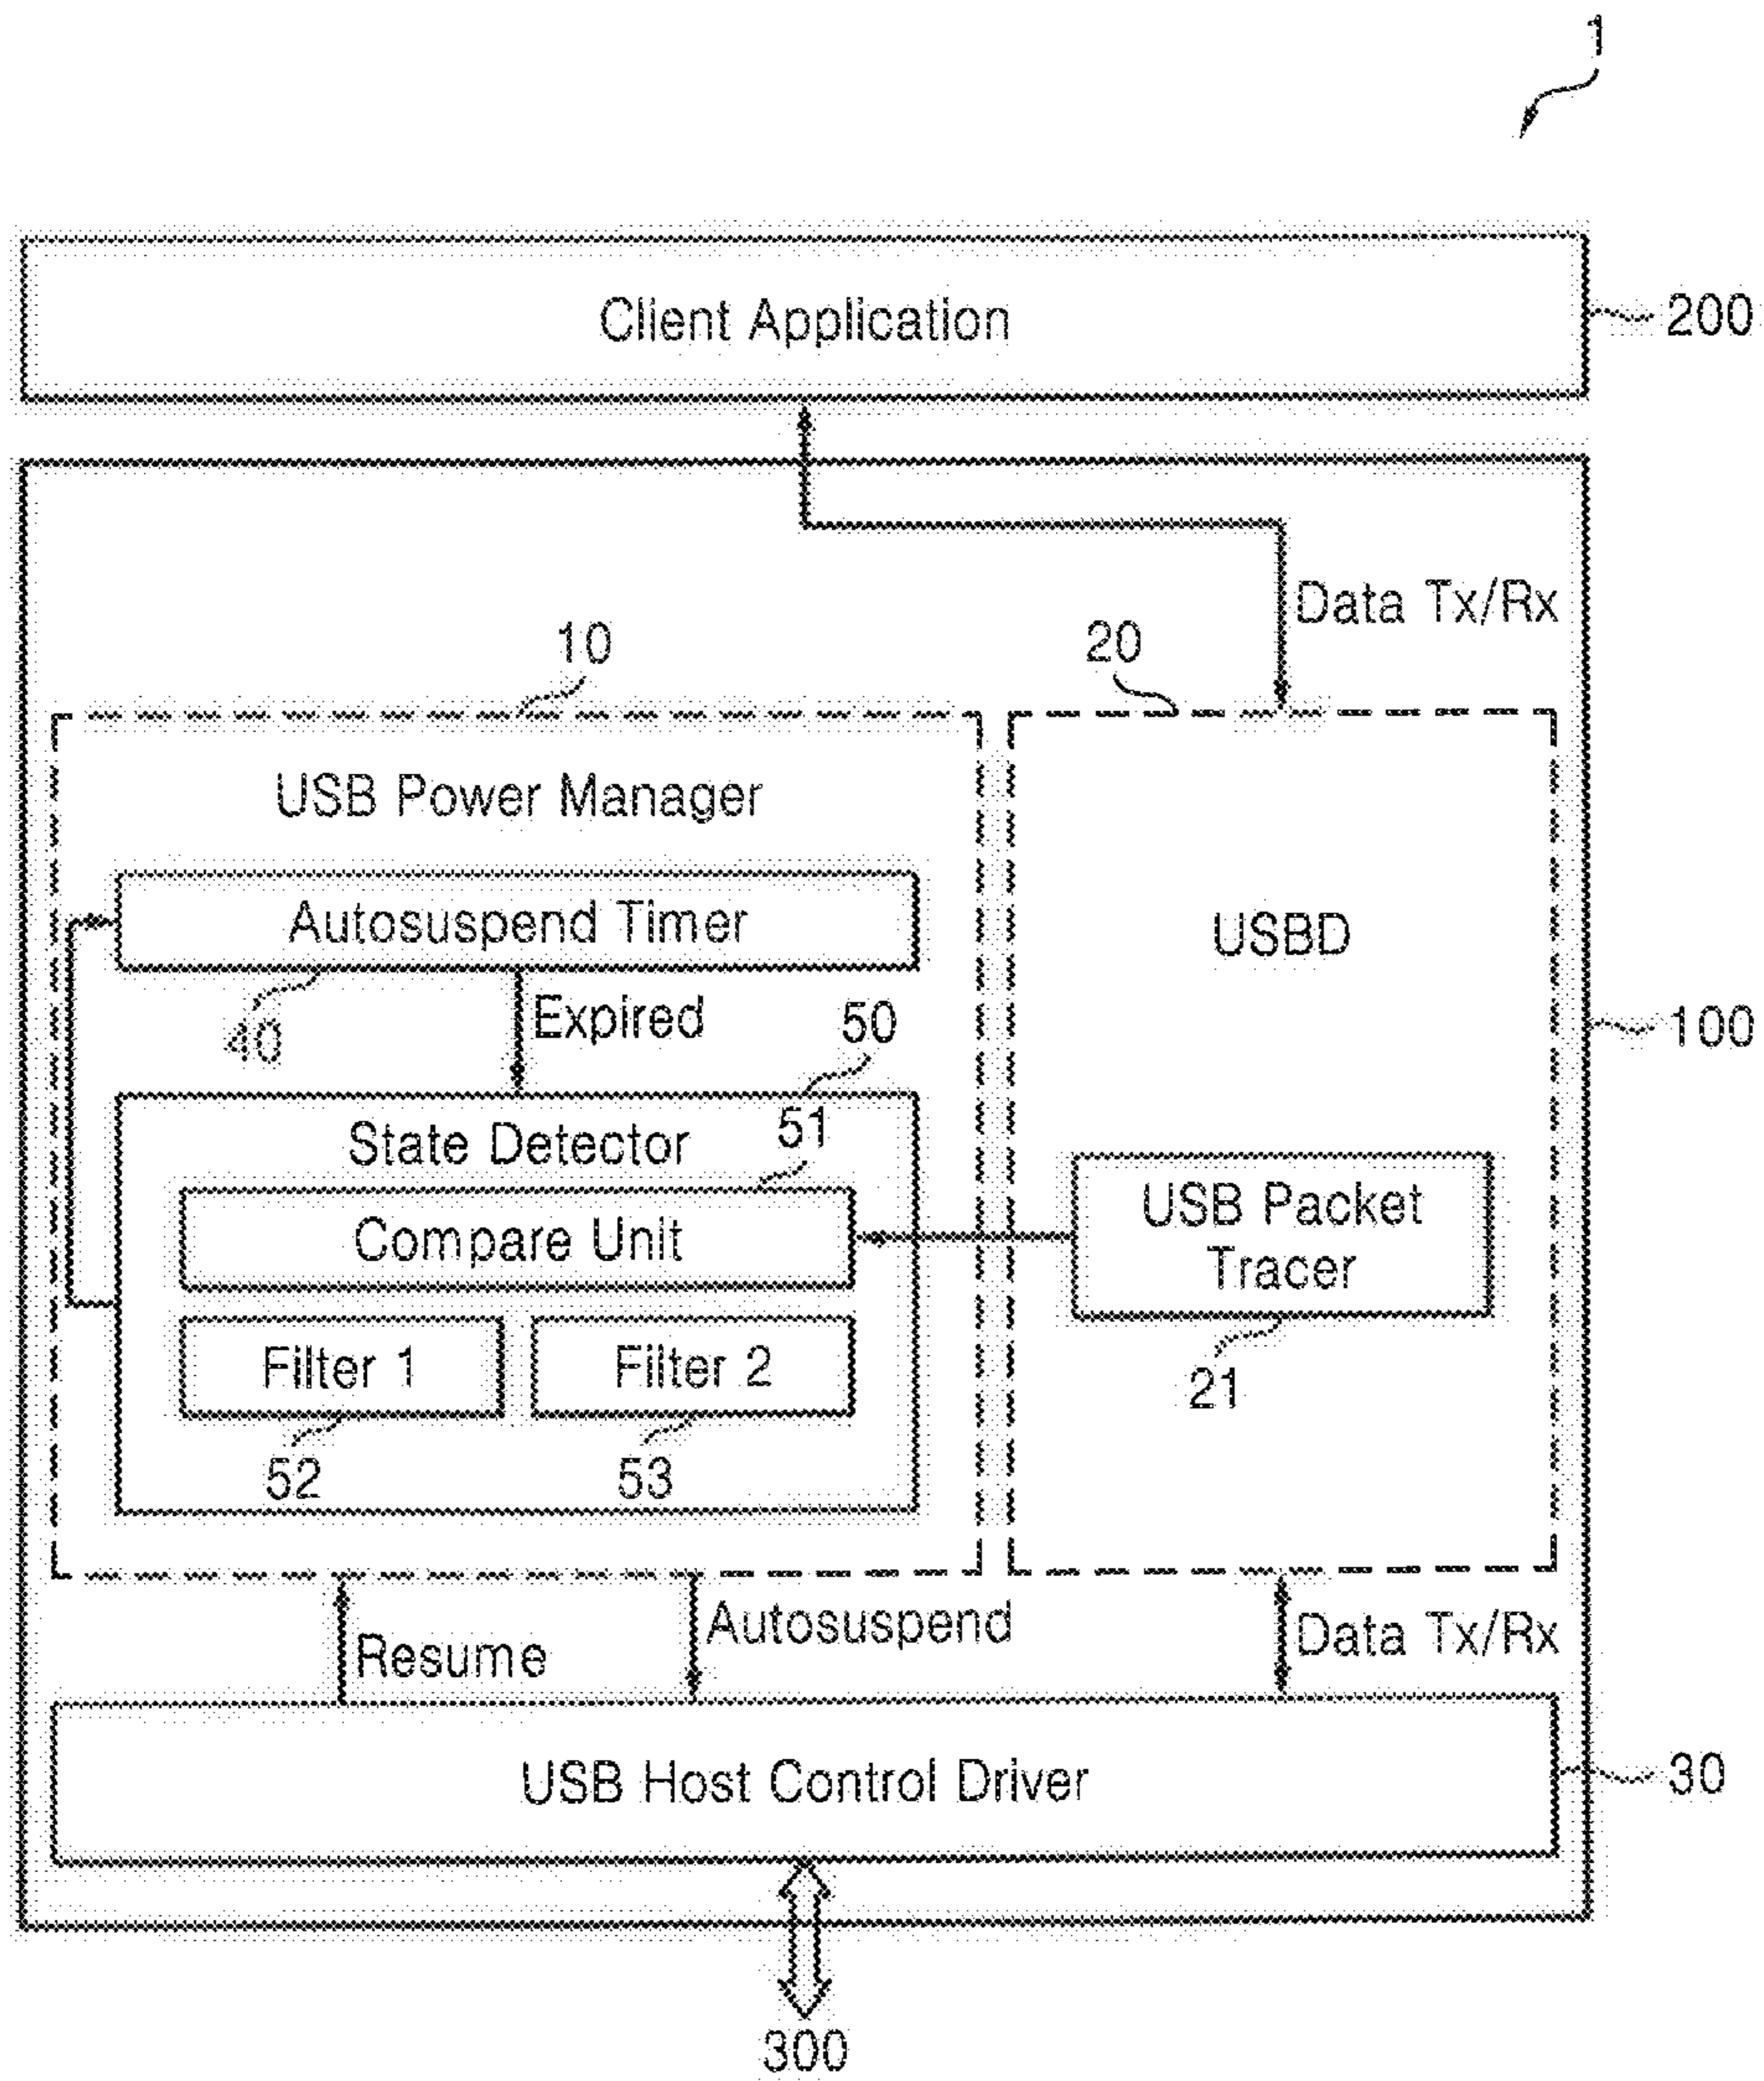 1
Client Application
200
Data Tx/Rx
10
20
USB Power Manager
Autosuspend Timer
USBD
40
Expired
50
100
State Detector
51
Compare Unit
USB Packet
Tracer
Filter 1
Filter 2
21
52
53
Resume
Autosuspend
Data Tx/Rx
USB Host Control Driver
30
300